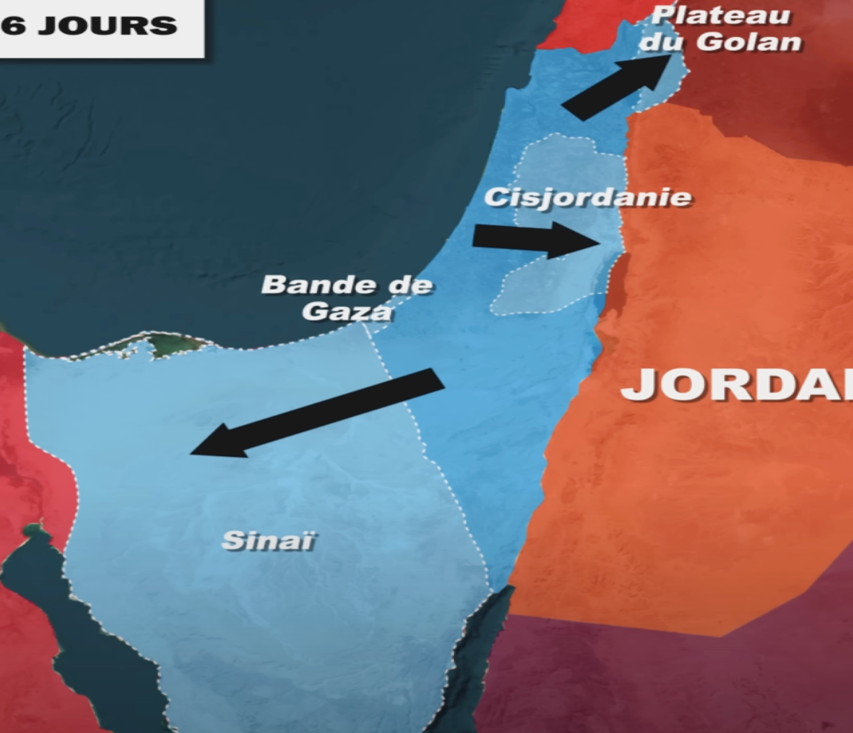 6 JOURS
Plateau
du Golan
Cisjordanie
Bande de
Gaza
JORDA
Sinaï